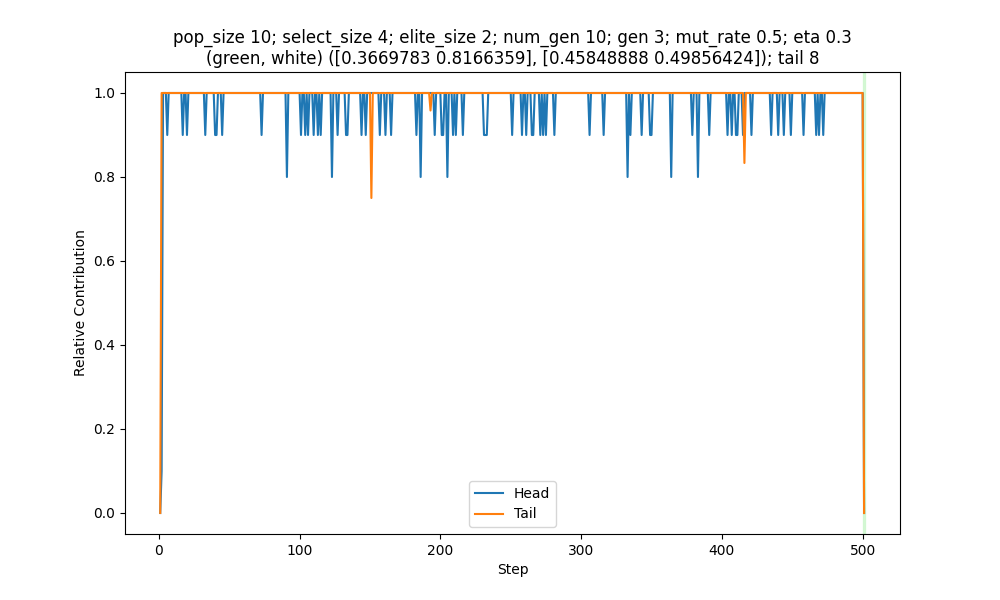 pop_size 10; select_size 4; elite_size 2; num_gen 10; gen 3; mut_rate 0.5; eta 0.3
(green, white) ([0.3669783 0.8166359], [0.45848888 0.49856424]); tail 8
1.0
0.8
0.6
0.4
0.2
0.0
Relative Contribution
Head
Tail
0
100
200
300
400
500
Step